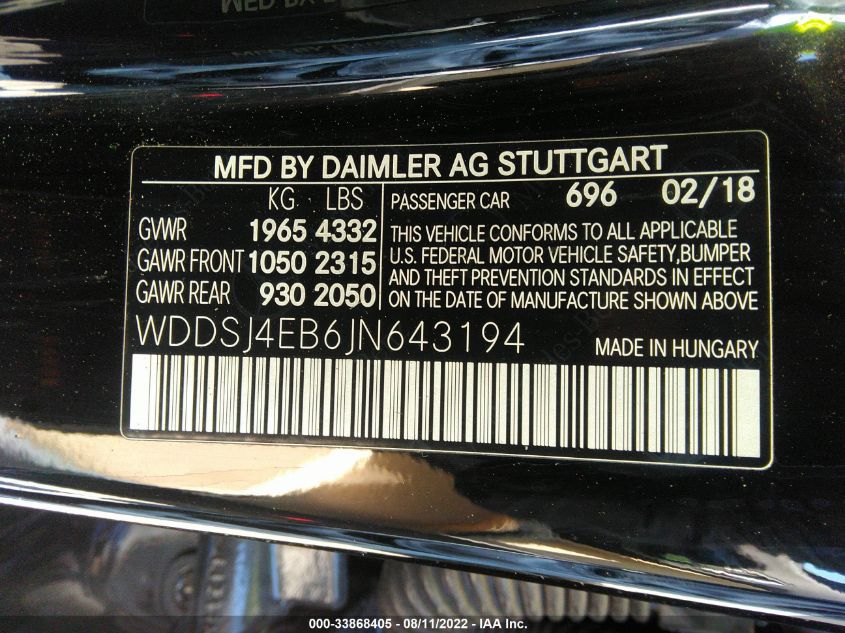 MFD BY DAIMLER AG STUTTGART
KG LBS
GVWR 1965 4332
GAWR FRONT 1050 2315
GAWR REAR 930 2050
PASSENGER CAR 696 02/18
THIS VEHICLE CONFORMS TO ALL APPLICABLE
U.S. FEDERAL MOTOR VEHICLE SAFETY,BUMPER
AND THEFT PREVENTION STANDARDS IN EFFECT
ON THE DATE OF MANUFACTURE SHOWN ABOVE
WDDSJ4EB6JN643194
MADE IN HUNGARY
000-33868405 - 08/11/2022 - IAA Inc.